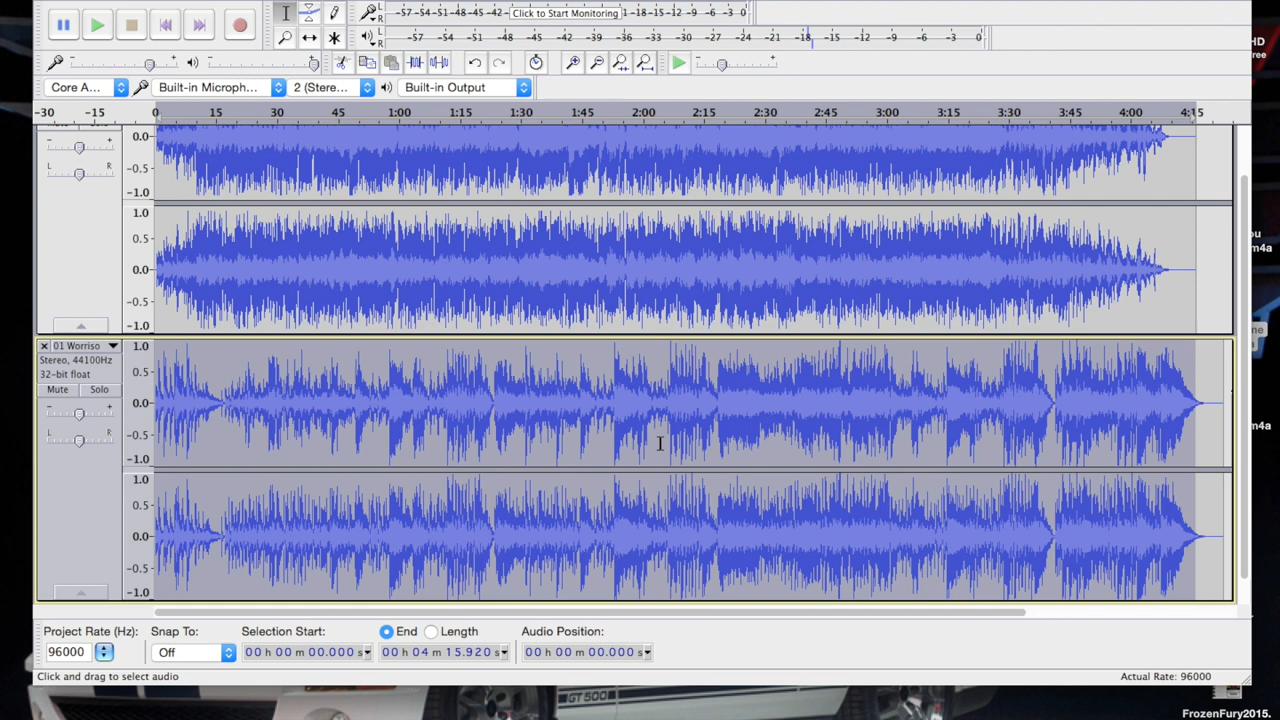 -57 -54 -51 -48 -45 -42 - Click to Start Monitoring 1 -18 -15 -12 -9 -6 -3 0
L
R
HD
ree
-57 -54 -51 -48 -45 -42 -39 -36 -33 -30 -27 -24 -21 -18 -15 -12 -9 -6 -3 0
Core A... Built-in Microph... 2 (Stere... Built-in Output
-30 -15 0 15 30 45 1:00 1:15 1:30 1:45 2:00 2:15 2:30 2:45 3:00 3:15 3:30 3:45 4:00 4:15
- +
L R
0.0
-0.5
-1.0
1.0
0.5
0.0
-0.5
-1.0
ou
m4a
me
01 Worriso
Stereo, 44100Hz
32-bit float
Mute Solo
- +
L R
1.0
0.5
0.0
-0.5
-1.0
1.0
0.5
0.0
-0.5
-1.0
m4a
Project Rate (Hz): Snap To: Selection Start: End Length Audio Position:
96000 Off 00 h 00 m 00.000 s 00 h 04 m 15.920 s 00 h 00 m 00.000 s
Click and drag to select audio Actual Rate: 96000
GT 500
FrozenFury2015.